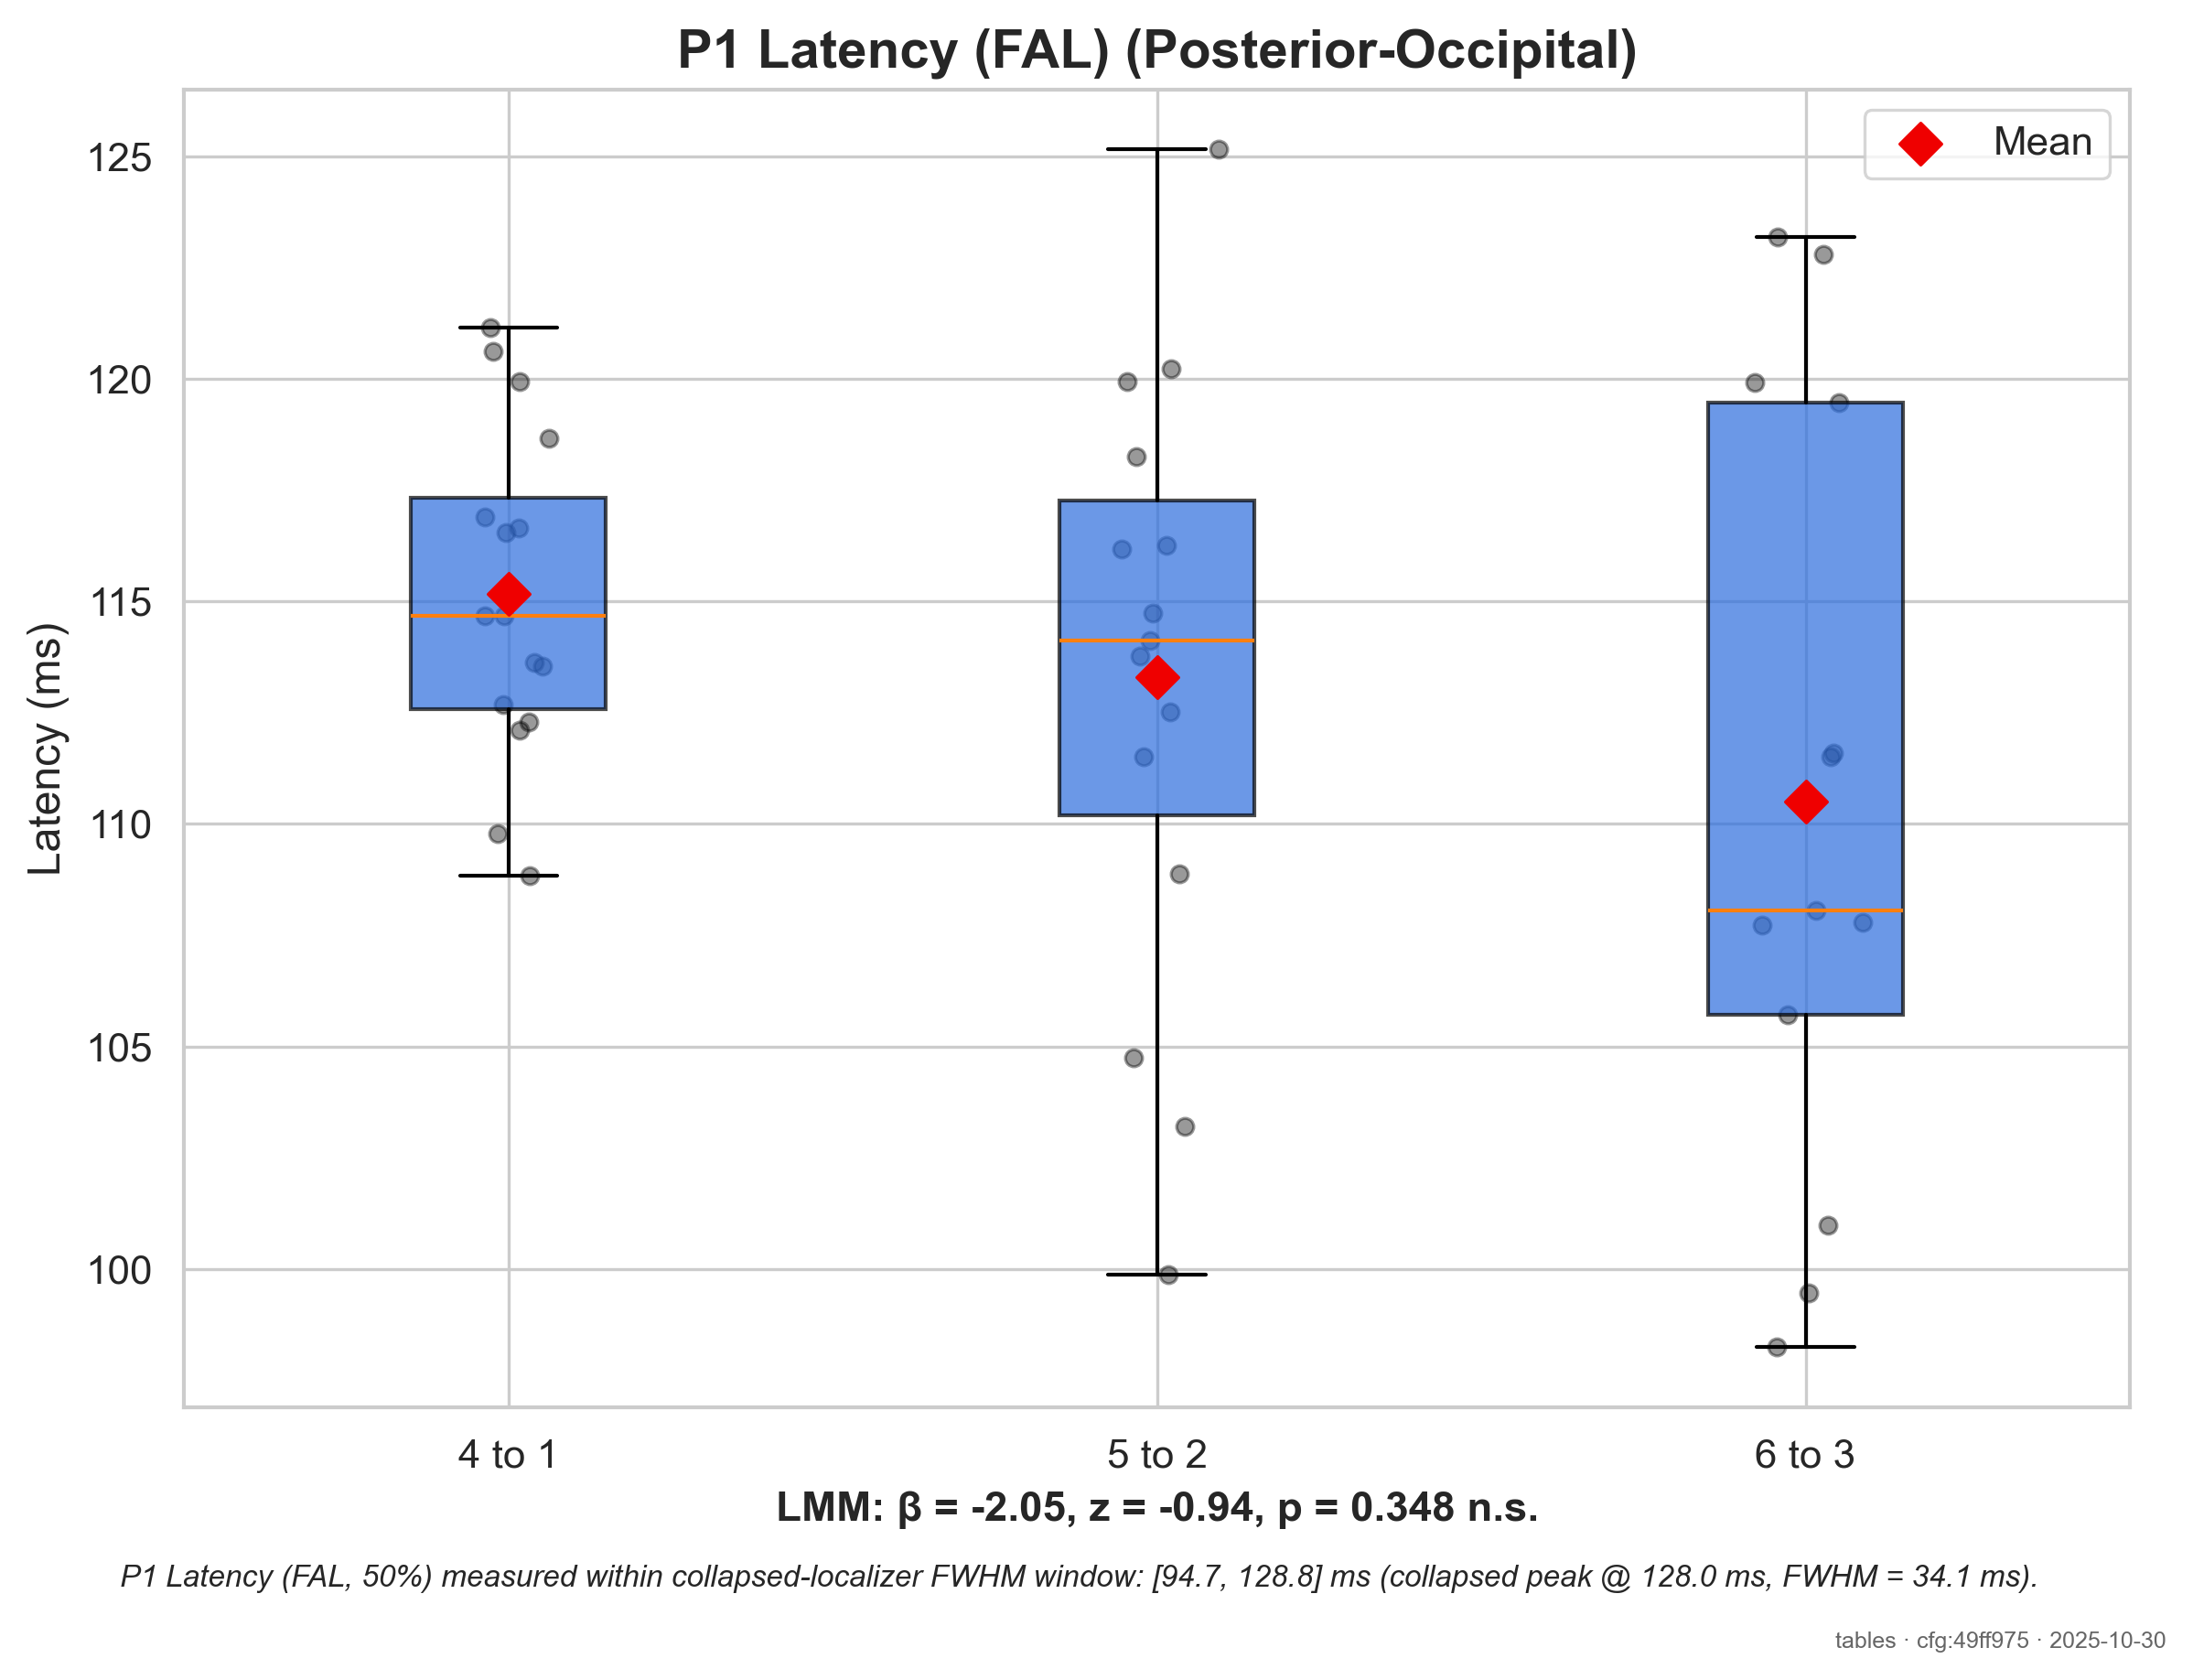 P1 Latency (FAL) (Posterior-Occipital)
Mean
Latency (ms)
125
120
115
110
105
100
4 to 1
5 to 2
6 to 3
LMM: β = -2.05, z = -0.94, p = 0.348 n.s.
P1 Latency (FAL, 50%) measured within collapsed-localizer FWHM window: [94.7, 128.8] ms (collapsed peak @ 128.0 ms, FWHM = 34.1 ms).
tables · cfg:49ff975 · 2025-10-30